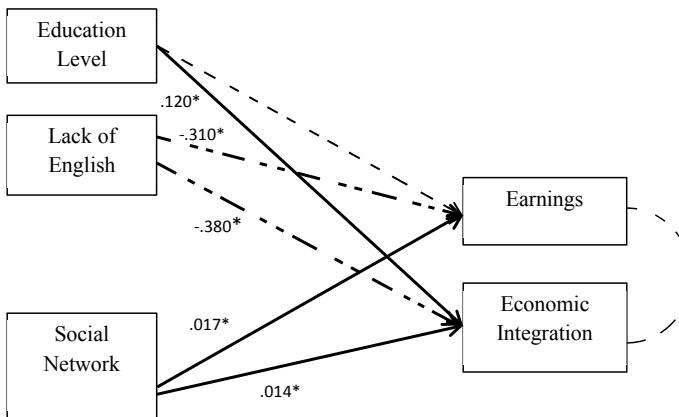 Education
Level
.120*
-.310*
Lack of
English
-.380*
Earnings
Economic
Integration
Social
Network
.017*
.014*